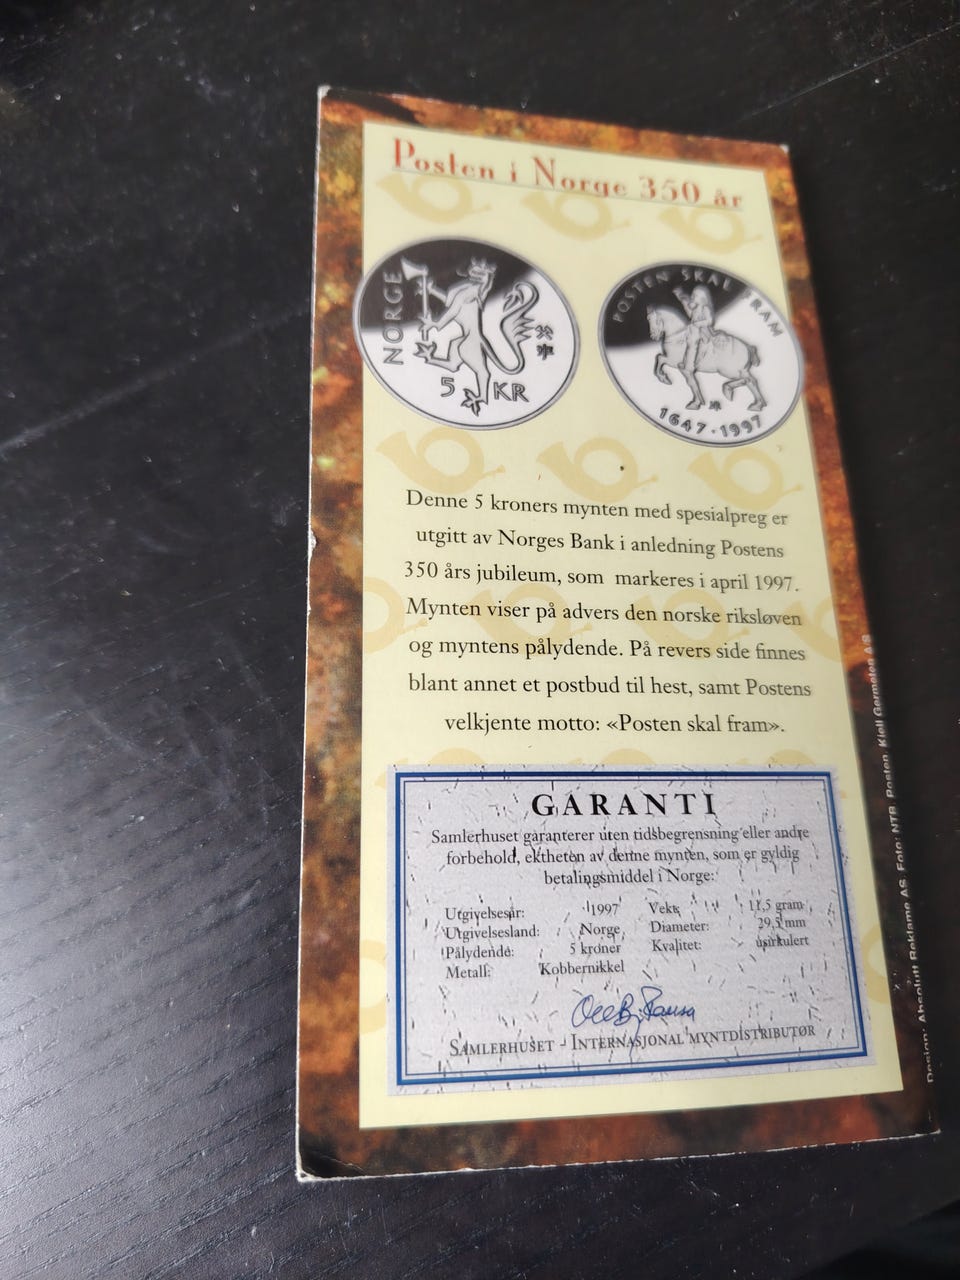 Posten i Norge 350 år
NORGE
5 KR
POSTEN SKAL FRAM
1647 · 1997
Denne 5 kroners mynten med spesialpreg er
utgitt av Norges Bank i anledning Postens
350 års jubileum, som markeres i april 1997.
Mynten viser på advers den norske riksløven
og myntens pålydende. På revers side finnes
blant annet et postbud til hest, samt Postens
velkjente motto: «Posten skal fram».
GARANTI
Samlerhuset garanterer uten tidsbegrensning eller andre
forbehold, ektheten av denne mynten, som er gyldig
betalingsmiddel i Norge:
Utgivelsesår: 1997 Vekt: 11,5 gram
Utgivelsesland: Norge Diameter: 29,5 mm
Pålydende: 5 kroner Kvalitet: usirkulert
Metall: Kobbernikkel
SAMLERHUSET - INTERNASJONAL MYNTDISTRIBUTØR
Design: Absolutt Reklame AS. Foto: NTB, Posten, Kjell Germeten A/S